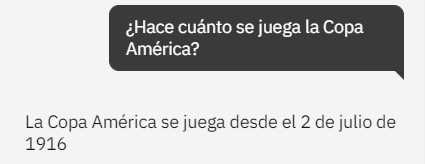 ¿Hace cuánto se juega la Copa
América?
La Copa América se juega desde el 2 de julio de
1916